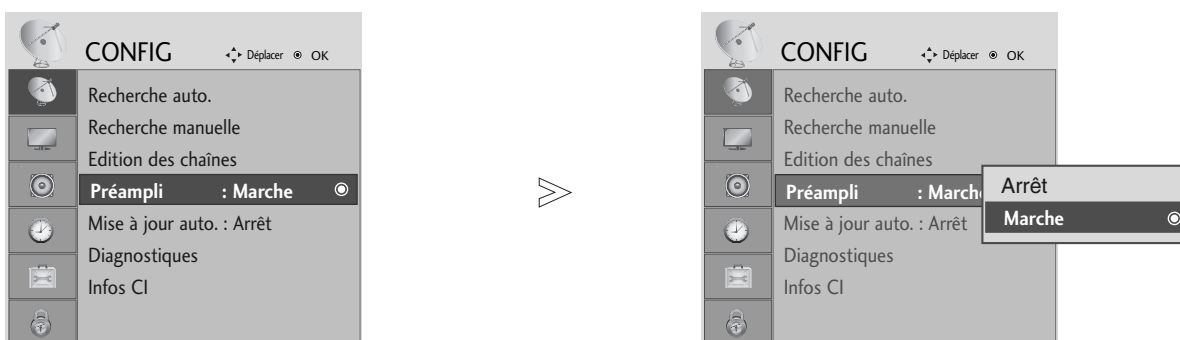 CONFIG Déplacer OK
Recherche auto.
Recherche manuelle
Edition des chaînes
Préampli : Marche
Mise à jour auto. : Arrêt
Diagnostiques
Infos CI
CONFIG Déplacer OK
Recherche auto.
Recherche manuelle
Edition des chaînes
Préampli : March
Mise à jour auto. : Arrêt
Diagnostiques
Infos CI
Arrêt
Marche